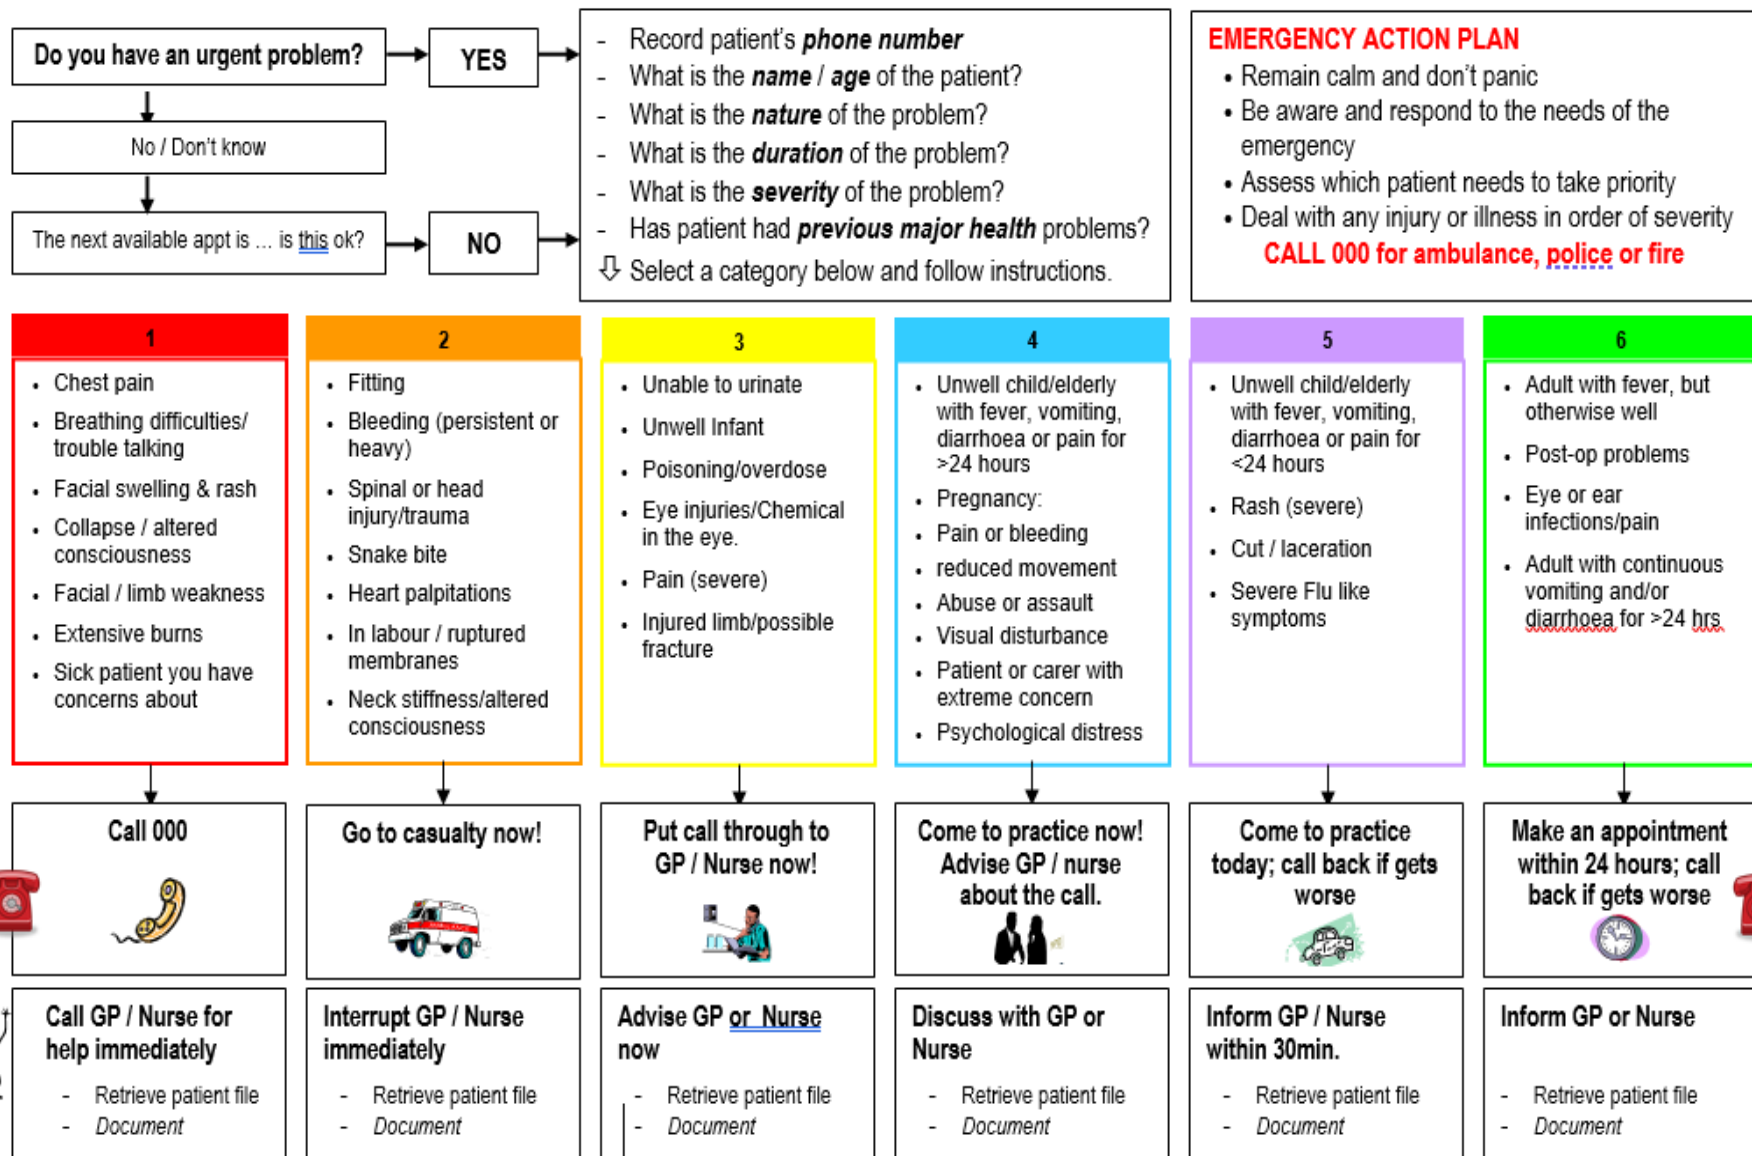 Do you have an urgent problem?
YES
No / Don't know
The next available appt is ... is this ok?
NO
- Record patient's phone number
- What is the name / age of the patient?
- What is the nature of the problem?
- What is the duration of the problem?
- What is the severity of the problem?
- Has patient had previous major health problems?
⇩ Select a category below and follow instructions.
EMERGENCY ACTION PLAN
• Remain calm and don't panic
• Be aware and respond to the needs of the
emergency
• Assess which patient needs to take priority
• Deal with any injury or illness in order of severity
CALL 000 for ambulance, police or fire
1
• Chest pain
• Breathing difficulties/
trouble talking
• Facial swelling & rash
• Collapse / altered
consciousness
• Facial / limb weakness
• Extensive burns
• Sick patient you have
concerns about
Call 000
Call GP / Nurse for
help immediately
- Retrieve patient file
- Document
2
• Fitting
• Bleeding (persistent or
heavy)
• Spinal or head
injury/trauma
• Snake bite
• Heart palpitations
• In labour / ruptured
membranes
• Neck stiffness/altered
consciousness
Go to casualty now!
Interrupt GP / Nurse
immediately
- Retrieve patient file
- Document
3
• Unable to urinate
• Unwell Infant
• Poisoning/overdose
• Eye injuries/Chemical
in the eye.
• Pain (severe)
• Injured limb/possible
fracture
Put call through to
GP / Nurse now!
Advise GP or Nurse
now
- Retrieve patient file
- Document
4
• Unwell child/elderly
with fever, vomiting,
diarrhoea or pain for
>24 hours
• Pregnancy:
• Pain or bleeding
• reduced movement
• Abuse or assault
• Visual disturbance
• Patient or carer with
extreme concern
• Psychological distress
Come to practice now!
Advise GP / nurse
about the call.
Discuss with GP or
Nurse
- Retrieve patient file
- Document
5
• Unwell child/elderly
with fever, vomiting,
diarrhoea or pain for
<24 hours
• Rash (severe)
• Cut / laceration
• Severe Flu like
symptoms
Come to practice
today; call back if gets
worse
Inform GP / Nurse
within 30min.
- Retrieve patient file
- Document
6
• Adult with fever, but
otherwise well
• Post-op problems
• Eye or ear
infections/pain
• Adult with continuous
vomiting and/or
diarrhoea for >24 hrs
Make an appointment
within 24 hours; call
back if gets worse
Inform GP or Nurse
- Retrieve patient file
- Document